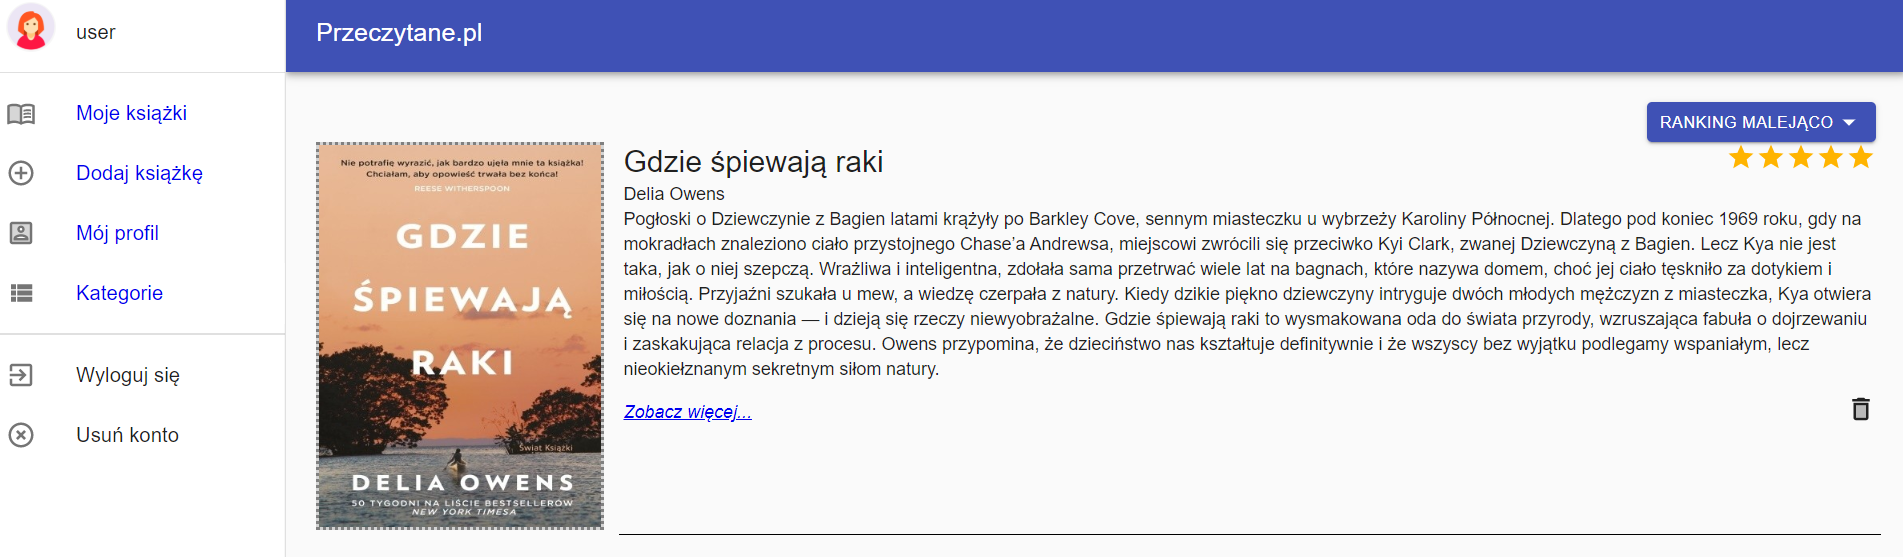 user
Przeczytane.pl
Moje książki
Dodaj książkę
Mój profil
Kategorie
Wyloguj się
Usuń konto
RANKING MALEJĄCO
Nie potrafię wyrazić, jak bardzo ujęła mnie ta książka!
Chciałam, aby opowieść trwała bez końca!
REESE WITHERSPOON
GDZIE
ŚPIEWAJĄ
RAKI
Świat Książki
DELIA OWENS
50 TYGODNI NA LIŚCIE BESTSELLERÓW
NEW YORK TIMESA
Gdzie śpiewają raki
Delia Owens
Pogłoski o Dziewczynie z Bagien latami krążyły po Barkley Cove, sennym miasteczku u wybrzeży Karoliny Północnej. Dlatego pod koniec 1969 roku, gdy na
mokradłach znaleziono ciało przystojnego Chase’a Andrewsa, miejscowi zwrócili się przeciwko Kyi Clark, zwanej Dziewczyną z Bagien. Lecz Kya nie jest
taka, jak o niej szepczą. Wrażliwa i inteligentna, zdołała sama przetrwać wiele lat na bagnach, które nazywa domem, choć jej ciało tęskniło za dotykiem i
miłością. Przyjaźni szukała u mew, a wiedzę czerpała z natury. Kiedy dzikie piękno dziewczyny intryguje dwóch młodych mężczyzn z miasteczka, Kya otwiera
się na nowe doznania — i dzieją się rzeczy niewyobrażalne. Gdzie śpiewają raki to wysmakowana oda do świata przyrody, wzruszająca fabuła o dojrzewaniu
i zaskakująca relacja z procesu. Owens przypomina, że dzieciństwo nas kształtuje definitywnie i że wszyscy bez wyjątku podlegamy wspaniałym, lecz
nieokiełznanym sekretnym siłom natury.
Zobacz więcej...